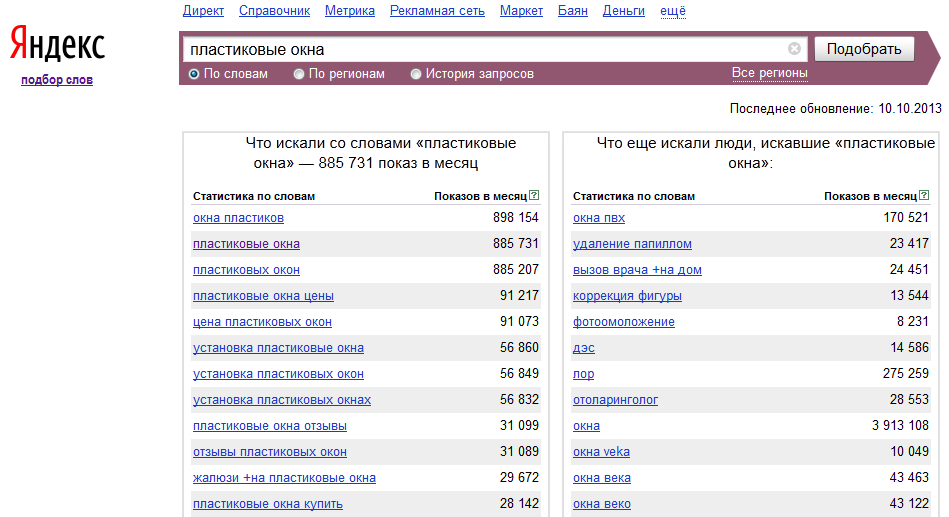 Директ Справочник Метрика Рекламная сеть Маркет Баян Деньги ещё
Яндекс
подбор слов
пластиковые окна
Подобрать
По словам По регионам История запросов Все регионы
Последнее обновление: 10.10.2013
Что искали со словами «пластиковые
окна» — 885 731 показ в месяц
Статистика по словам Показов в месяц ?
окна пластиков 898 154
пластиковые окна 885 731
пластиковых окон 885 207
пластиковые окна цены 91 217
цена пластиковых окон 91 073
установка пластиковые окна 56 860
установка пластиковых окон 56 849
установка пластиковых окнах 56 832
пластиковые окна отзывы 31 099
отзывы пластиковых окон 31 089
жалюзи +на пластиковые окна 29 672
пластиковые окна купить 28 142
Что еще искали люди, искавшие «пластиковые
окна»:
Статистика по словам Показов в месяц ?
окна пвх 170 521
удаление папиллом 23 417
вызов врача +на дом 24 451
коррекция фигуры 13 544
фотоомоложение 8 231
дэс 14 586
лор 275 259
отоларинголог 28 553
окна 3 913 108
окна veka 10 049
окна века 43 463
окна веко 43 122